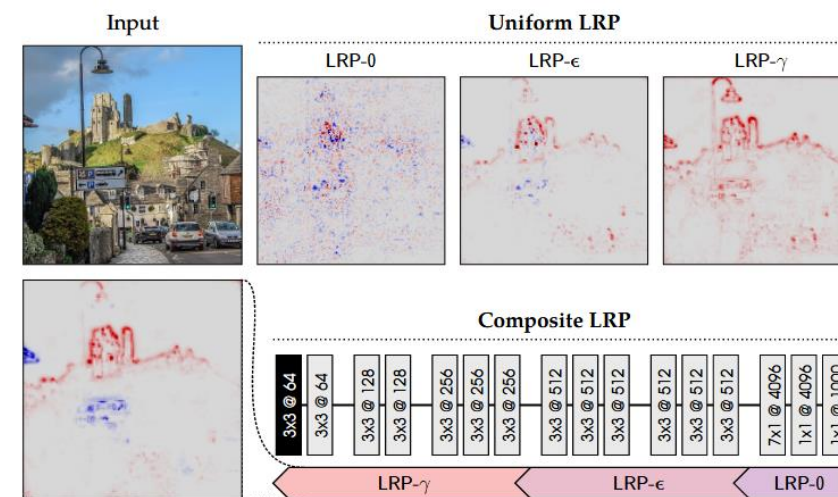 Input
Uniform LRP
LRP-0
LRP-ϵ
LRP-γ
Composite LRP
3x3 @ 64
3x3 @ 64
3x3 @ 128
3x3 @ 128
3x3 @ 256
3x3 @ 256
3x3 @ 256
3x3 @ 512
3x3 @ 512
3x3 @ 512
3x3 @ 512
3x3 @ 512
3x3 @ 512
7x1 @ 4096
1x1 @ 4096
1x1 @ 1000
LRP-γ
LRP-ϵ
LRP-0